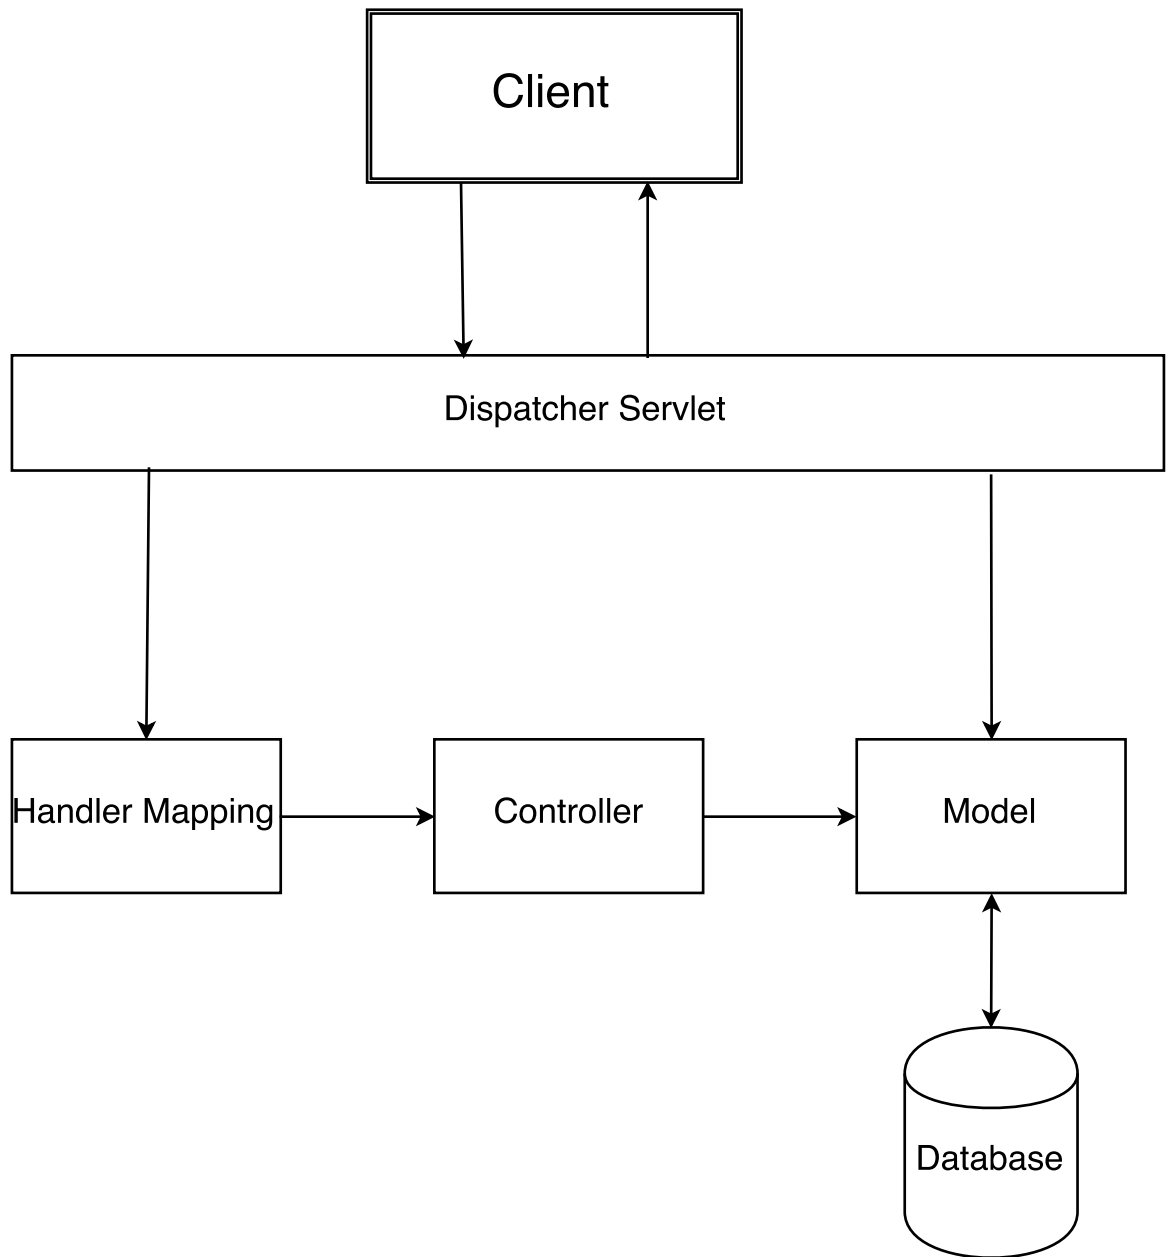 Client
Dispatcher Servlet
Handler Mapping
Controller
Model
Database